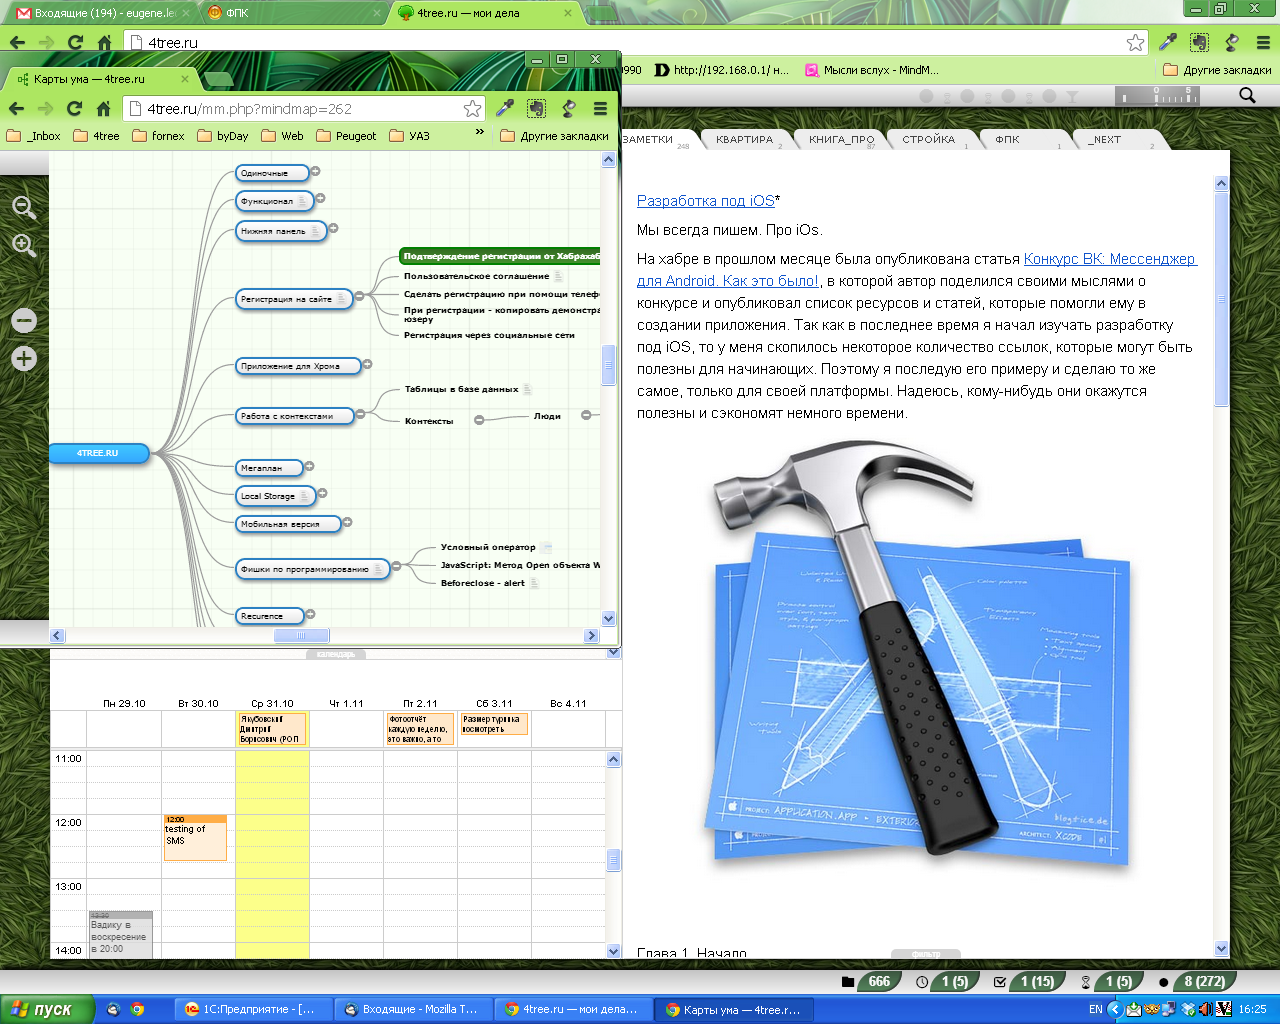 Входящие (194) - eugene.le
ФПК
4tree.ru — мои дела
4tree.ru
0990
http://192.168.0.1/ н...
Мысли вслух - MindM...
Другие закладки
Карты ума — 4tree.ru
4tree.ru/mm.php?mindmap=262
_Inbox
4tree
fornex
byDay
Web
Peugeot
УАЗ
»
Другие закладки
Одиночные
Функционал
Нижняя панель
Подтверждение регистрации от Хабрахаб
Пользовательское соглашение
Регистрация на сайте
Сделать регистрацию при помощи телеф
При регистрации - копировать демонстра
юзеру
Регистрация через социальные сети
Приложение для Хрома
Таблицы в базе данных
Работа с контекстами
Контексты
Люди
4TREE.RU
Мегаплан
Local Storage
Мобильная версия
Условный оператор
Фишки по программированию
JavaScript: Метод Open объекта W
Beforeclose - alert
Recurence
ЗАМЕТКИ 248
КВАРТИРА 2
КНИГА_ПРО 87
СТРОЙКА 1
ФПК 1
_NEXT 2
Разработка под iOS*
Мы всегда пишем. Про iOs.
На хабре в прошлом месяце была опубликована статья Конкурс ВК: Мессенджер
для Android. Как это было!, в которой автор поделился своими мыслями о
конкурсе и опубликовал список ресурсов и статей, которые помогли ему в
создании приложения. Так как в последнее время я начал изучать разработку
под iOS, то у меня скопилось некоторое количество ссылок, которые могут быть
полезны для начинающих. Поэтому я последую его примеру и сделаю то же
самое, только для своей платформы. Надеюсь, кому-нибудь они окажутся
полезны и сэкономят немного времени.
Color palette
Transparency
Effects
Writing
Tools
PROJECT: APPLICATION.APP - EXTERIO
blogtice.de
ARCHITECT: XCODE
#1
Глава 1. Начало
фильтр
календарь
Пн 29.10
Вт 30.10
Ср 31.10
Чт 1.11
Пт 2.11
Сб 3.11
Вс 4.11
Якубовский
Дмитрий
Борисович (РОП
Фотоотчёт
каждую неделю,
это важно, а то
Размер турника
посмотреть
11:00
12:00
12:00
testing of
SMS
13:00
13:30
Вадику в
воскресение
в 20:00
14:00
666
1 (5)
1 (15)
1 (5)
8 (272)
пуск
1С:Предприятие - [...
Входящие - Mozilla T...
4tree.ru — мои дела...
Карты ума — 4tree.r...
EN
16:25